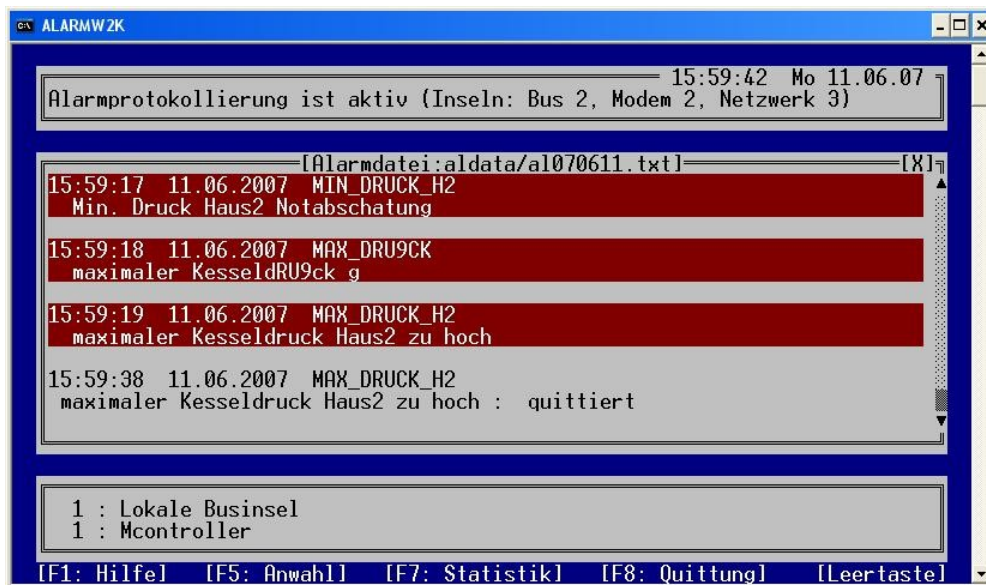 ALARMW2K
15:59:42 Mo 11.06.07
Alarmprotokollierung ist aktiv (Inseln: Bus 2, Modem 2, Netzwerk 3)
[Alarmdatei:aldata/al070611.txt] [X]
15:59:17 11.06.2007 MIN_DRUCK_H2
Min. Druck Haus2 Notabschatung
15:59:18 11.06.2007 MAX_DRU9CK
maximaler KesseldRU9ck g
15:59:19 11.06.2007 MAX_DRUCK_H2
maximaler Kesseldruck Haus2 zu hoch
15:59:38 11.06.2007 MAX_DRUCK_H2
maximaler Kesseldruck Haus2 zu hoch : quittiert
1 : Lokale Businsel
1 : Mcontroller
[F1: Hilfe] [F5: Anwahl] [F7: Statistik] [F8: Quittung] [Leertaste]